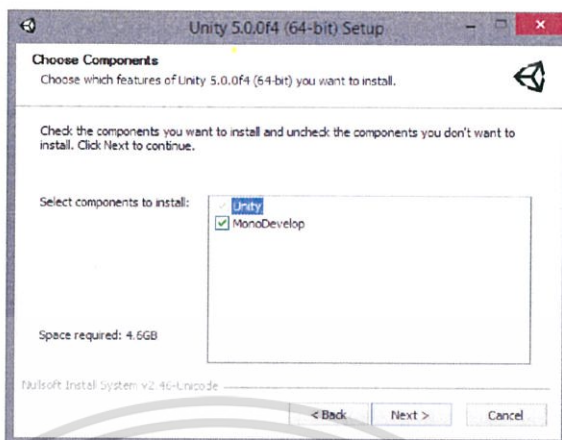 Unity 5.0.0f4 (64-bit) Setup
Choose Components
Choose which features of Unity 5.0.0f4 (64-bit) you want to install.
Check the components you want to install and uncheck the components you don't want to
install. Click Next to continue.
Select components to install:
Unity
MonoDevelop
Space required: 4.6GB
Nullsoft Install System v2.46-Unicode
< Back
Next >
Cancel